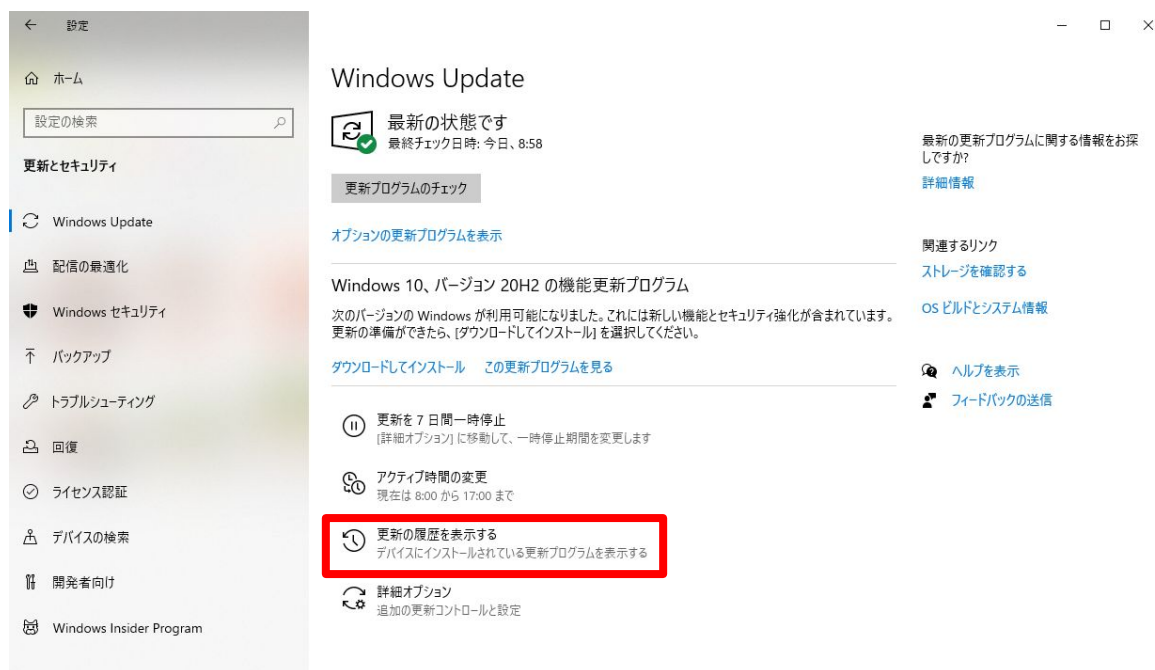 設定
ホーム
設定の検索
更新とセキュリティ
Windows Update
配信の最適化
Windows セキュリティ
バックアップ
トラブルシューティング
回復
ライセンス認証
デバイスの検索
開発者向け
Windows Insider Program
Windows Update
最新の状態です
最終チェック日時: 今日、8:58
更新プログラムのチェック
オプションの更新プログラムを表示
Windows 10、バージョン 20H2 の機能更新プログラム
次のバージョンの Windows が利用可能になりました。これには新しい機能とセキュリティ強化が含まれています。
更新の準備ができたら、[ダウンロードしてインストール] を選択してください。
ダウンロードしてインストール この更新プログラムを見る
更新を 7 日間一時停止
[詳細オプション] に移動して、一時停止期間を変更します
アクティブ時間の変更
現在は 8:00 から 17:00 まで
更新の履歴を表示する
デバイスにインストールされている更新プログラムを表示する
詳細オプション
追加の更新コントロールと設定
最新の更新プログラムに関する情報をお探
しですか?
詳細情報
関連するリンク
ストレージを確認する
OS ビルドとシステム情報
ヘルプを表示
フィードバックの送信